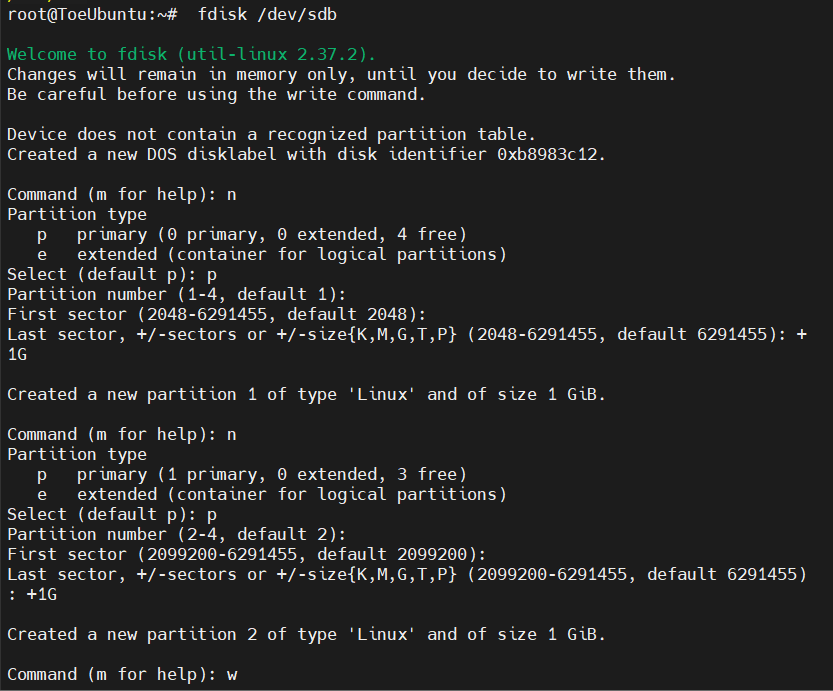 root@ToeUbuntu:~#  fdisk /dev/sdb
Welcome to fdisk (util-linux 2.37.2).
Changes will remain in memory only, until you decide to write them.
Be careful before using the write command.
Device does not contain a recognized partition table.
Created a new DOS disklabel with disk identifier 0xb8983c12.
Command (m for help): n
Partition type
   p   primary (0 primary, 0 extended, 4 free)
   e   extended (container for logical partitions)
Select (default p): p
Partition number (1-4, default 1):
First sector (2048-6291455, default 2048):
Last sector, +/-sectors or +/-size{K,M,G,T,P} (2048-6291455, default 6291455): +
1G
Created a new partition 1 of type 'Linux' and of size 1 GiB.
Command (m for help): n
Partition type
   p   primary (1 primary, 0 extended, 3 free)
   e   extended (container for logical partitions)
Select (default p): p
Partition number (2-4, default 2):
First sector (2099200-6291455, default 2099200):
Last sector, +/-sectors or +/-size{K,M,G,T,P} (2099200-6291455, default 6291455)
: +1G
Created a new partition 2 of type 'Linux' and of size 1 GiB.
Command (m for help): w